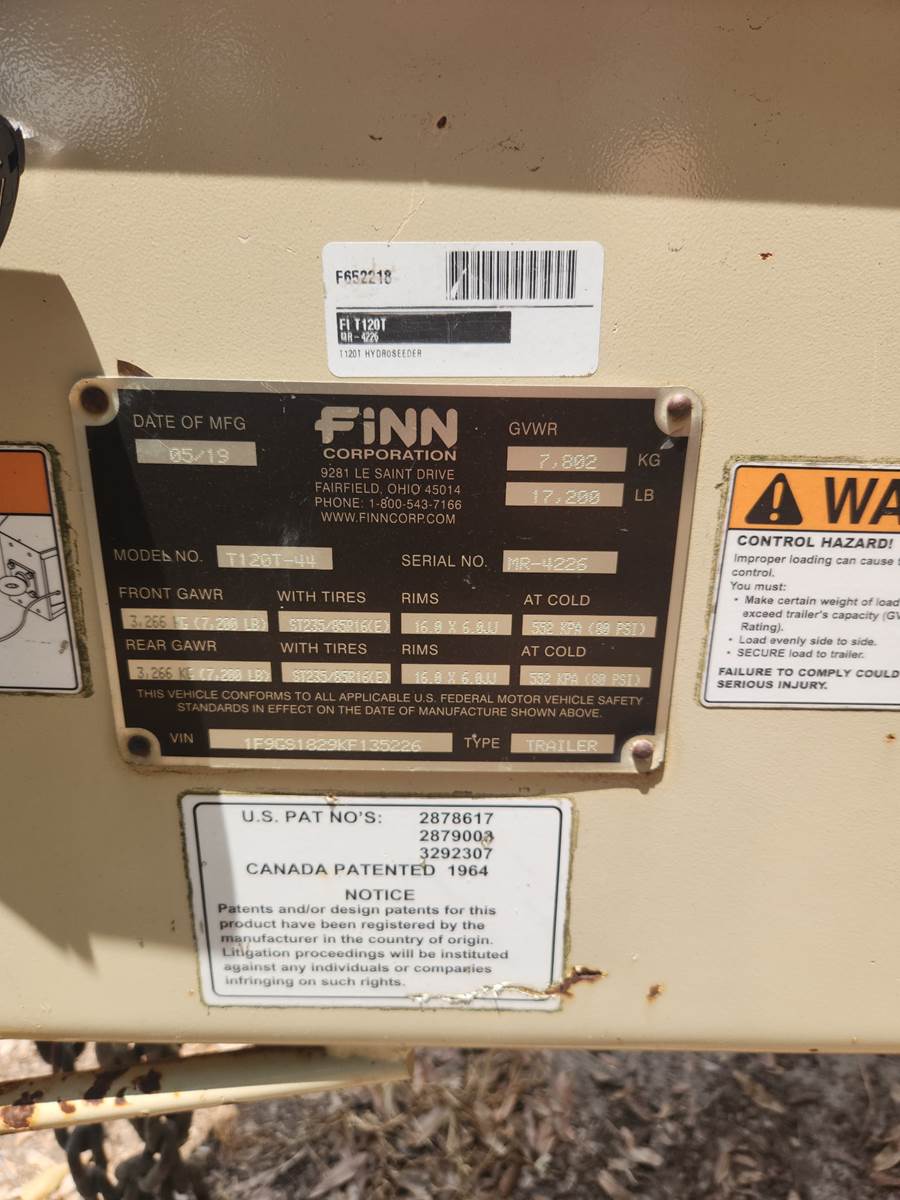 F652218
FI T120T
MR-4226
T120T HYDROSEEDER
DATE OF MFG
05/19
FiNN
CORPORATION
9281 LE SAINT DRIVE
FAIRFIELD, OHIO 45014
PHONE: 1-800-543-7166
WWW.FINNCORP.COM
GVWR
7,802 KG
17,200 LB
MODEL NO. T120T-44 SERIAL NO. MR-4226
FRONT GAWR WITH TIRES RIMS AT COLD
3,266 KG (7,200 LB) ST235/85R16(E) 16.0 X 6.0JJ 552 KPA (80 PSI)
REAR GAWR WITH TIRES RIMS AT COLD
3,266 KG (7,200 LB) ST235/85R16(E) 16.0 X 6.0JJ 552 KPA (80 PSI)
THIS VEHICLE CONFORMS TO ALL APPLICABLE U.S. FEDERAL MOTOR VEHICLE SAFETY
STANDARDS IN EFFECT ON THE DATE OF MANUFACTURE SHOWN ABOVE.
VIN 1F9GS1829KF135226 TYPE TRAILER
WA
CONTROL HAZARD!
Improper loading can cause
control.
You must:
• Make certain weight of load
exceed trailer's capacity (GV
Rating).
• Load evenly side to side.
• SECURE load to trailer.
FAILURE TO COMPLY COULD
SERIOUS INJURY.
U.S. PAT NO'S: 2878617
2879003
3292307
CANADA PATENTED 1964
NOTICE
Patents and/or design patents for this
product have been registered by the
manufacturer in the country of origin.
Litigation proceedings will be instituted
against any individuals or companies
infringing on such rights.